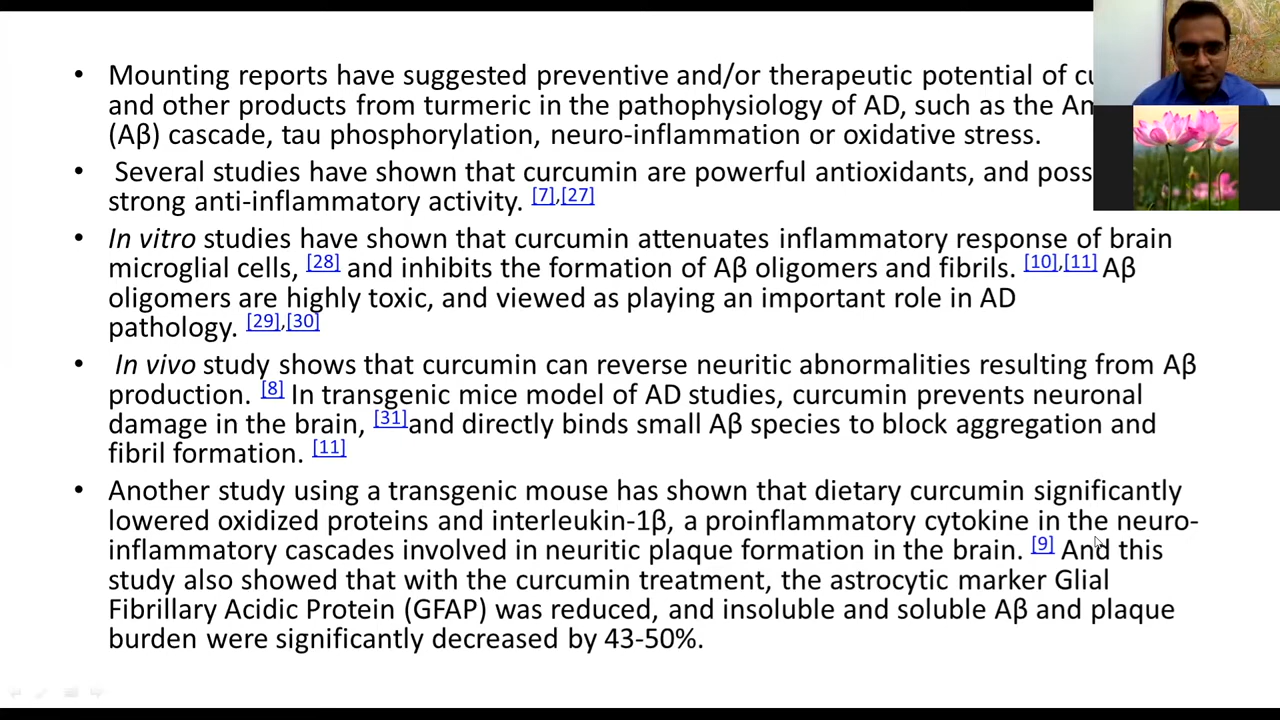 • Mounting reports have suggested preventive and/or therapeutic potential of
and other products from turmeric in the pathophysiology of AD, such as the
(Aβ) cascade, tau phosphorylation, neuro-inflammation or oxidative stress.
• Several studies have shown that curcumin are powerful antioxidants, and
strong anti-inflammatory activity. [7],[27]
• In vitro studies have shown that curcumin attenuates inflammatory response of brain
microglial cells, [28] and inhibits the formation of Aβ oligomers and fibrils. [10],[11] Aβ
oligomers are highly toxic, and viewed as playing an important role in AD
pathology. [29],[30]
• In vivo study shows that curcumin can reverse neuritic abnormalities resulting from Aβ
production. [8] In transgenic mice model of AD studies, curcumin prevents neuronal
damage in the brain, [31]and directly binds small Aβ species to block aggregation and
fibril formation. [11]
• Another study using a transgenic mouse has shown that dietary curcumin significantly
lowered oxidized proteins and interleukin-1β, a proinflammatory cytokine in the neuro-
inflammatory cascades involved in neuritic plaque formation in the brain. [9] And this
study also showed that with the curcumin treatment, the astrocytic marker Glial
Fibrillary Acidic Protein (GFAP) was reduced, and insoluble and soluble Aβ and plaque
burden were significantly decreased by 43-50%.